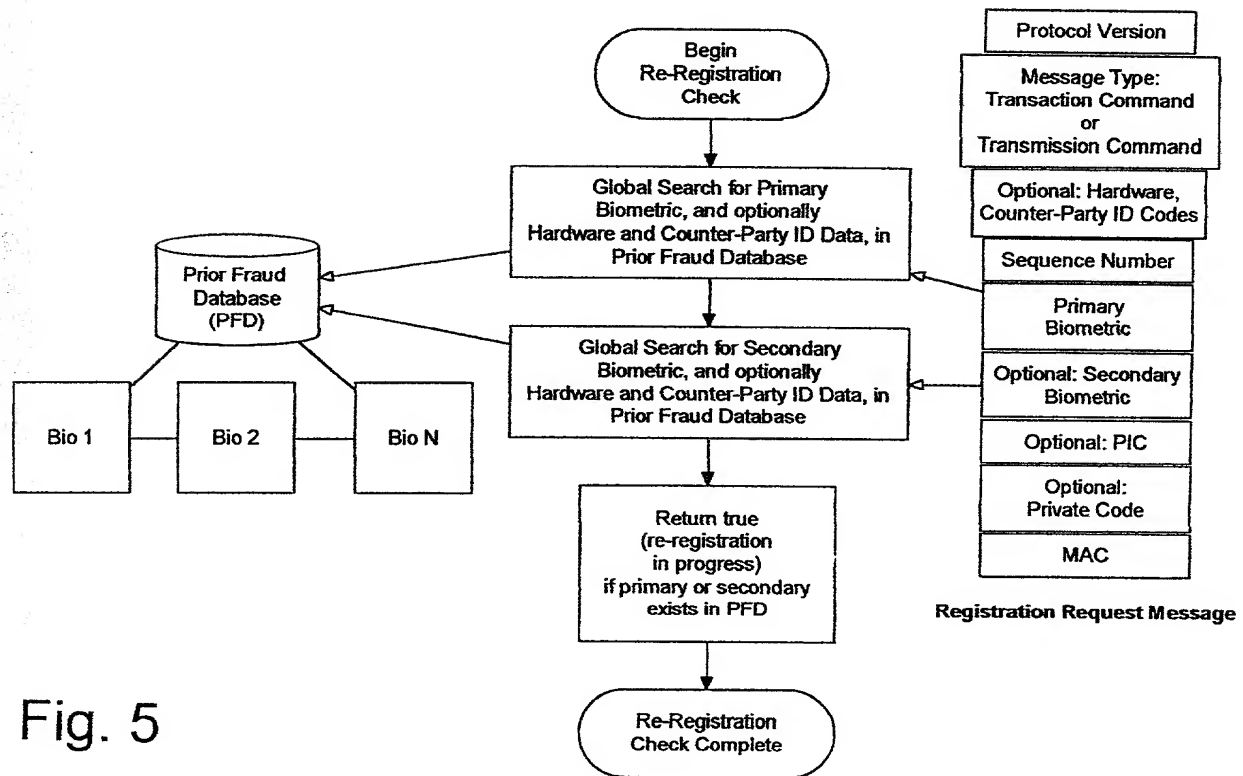 Begin
Re-Registration
Check
Global Search for Primary
Biometric, and optionally
Hardware and Counter-Party ID Data, in
Prior Fraud Database
Global Search for Secondary
Biometric, and optionally
Hardware and Counter-Party ID Data, in
Prior Fraud Database
Return true
(re-registration
in progress)
if primary or secondary
exists in PFD
Re-Registration
Check Complete
Prior Fraud
Database
(PFD)
Bio 1
Bio 2
Bio N
Protocol Version
Message Type:
Transaction Command
or
Transmission Command
Optional: Hardware,
Counter-Party ID Codes
Sequence Number
Primary
Biometric
Optional: Secondary
Biometric
Optional: PIC
Optional:
Private Code
MAC
Registration Request Message
Fig. 5